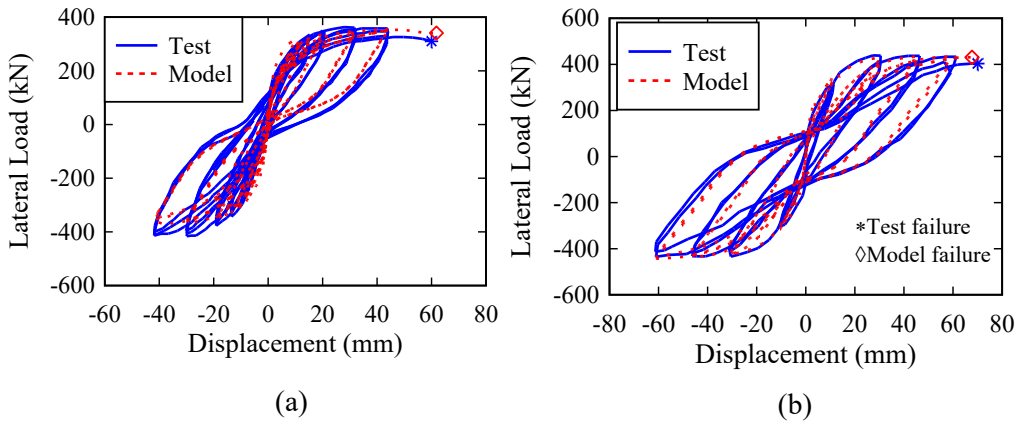 400
200
0
-200
-400
-600
Lateral Load (kN)
Test
Model
-60 -40 -20 0 20 40 60 80
Displacement (mm)
(a)
600
400
200
0
-200
-400
-600
Lateral Load (kN)
Test
Model
*Test failure
◊Model failure
-80 -60 -40 -20 0 20 40 60 80
Displacement (mm)
(b)